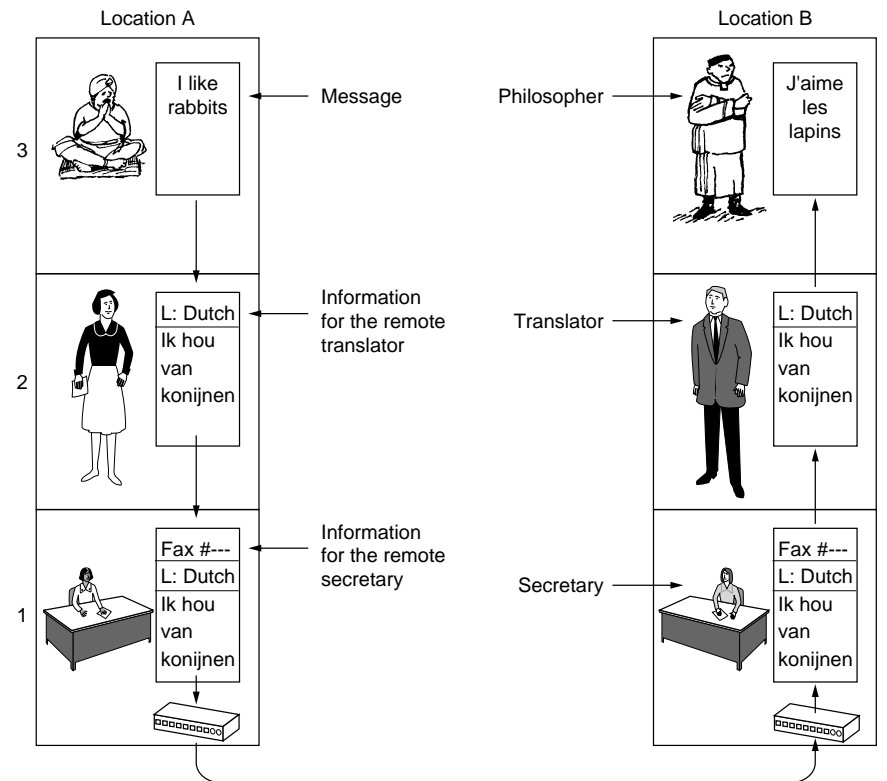 Location A
Location B
3
I like
rabbits
Message
Philosopher
J'aime
les
lapins
2
L: Dutch
Ik hou
van
konijnen
Information
for the remote
translator
Translator
L: Dutch
Ik hou
van
konijnen
1
Fax #---
L: Dutch
Ik hou
van
konijnen
Information
for the remote
secretary
Secretary
Fax #---
L: Dutch
Ik hou
van
konijnen